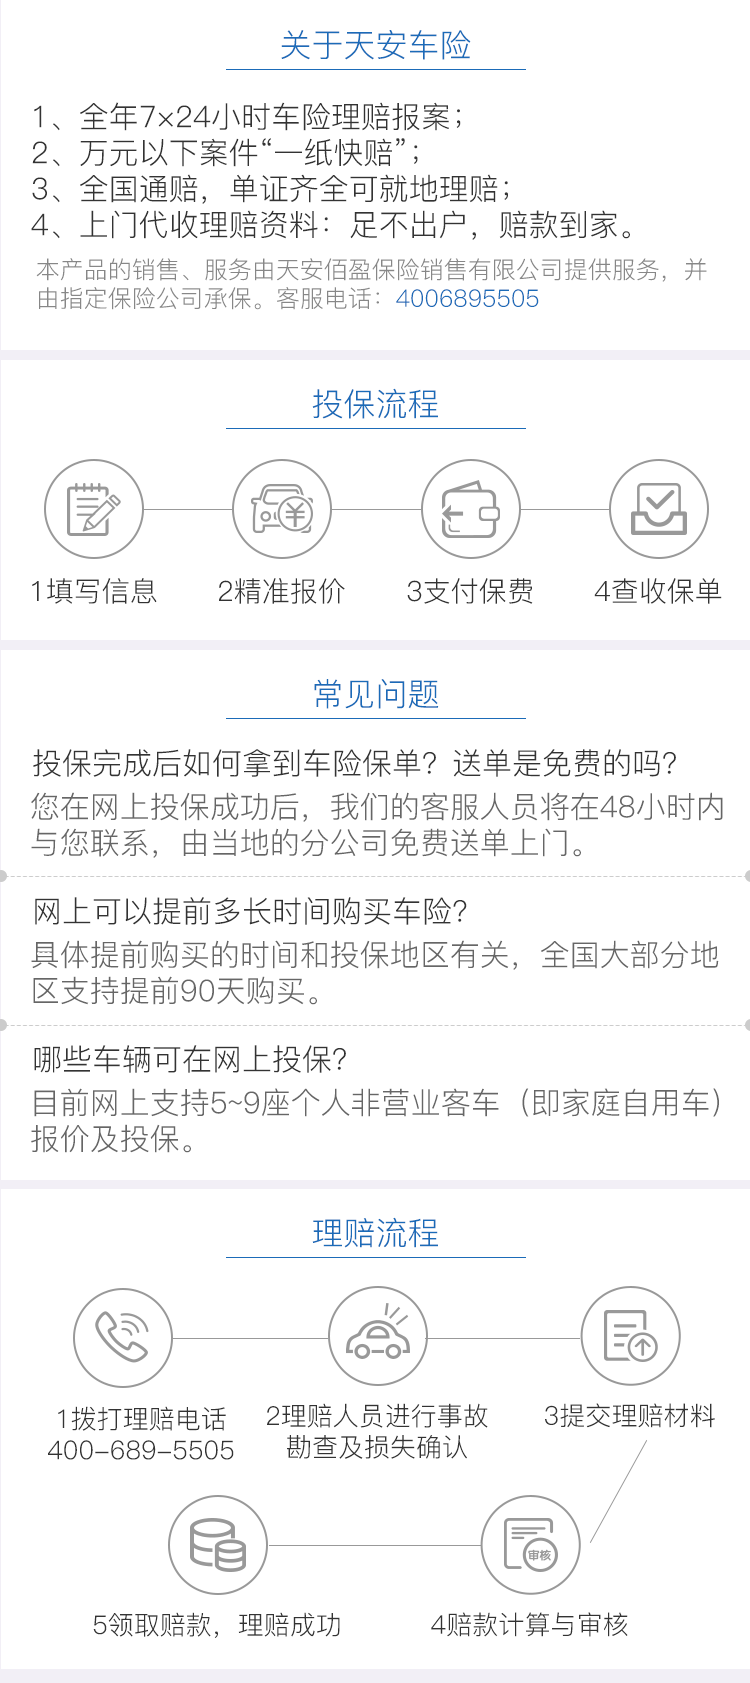 关于天安车险
1、全年7×24小时车险理赔报案；
2、万元以下案件“一纸快赔”；
3、全国通赔，单证齐全可就地理赔；
4、上门代收理赔资料：足不出户，赔款到家。
本产品的销售、服务由天安佰盈保险销售有限公司提供服务，并
由指定保险公司承保。客服电话：4006895505
投保流程
1填写信息
2精准报价
3支付保费
4查收保单
常见问题
投保完成后如何拿到车险保单？送单是免费的吗？
您在网上投保成功后，我们的客服人员将在48小时内
与您联系，由当地的分公司免费送单上门。
网上可以提前多长时间购买车险？
具体提前购买的时间和投保地区有关，全国大部分地
区支持提前90天购买。
哪些车辆可在网上投保？
目前网上支持5~9座个人非营业客车（即家庭自用车）
报价及投保。
理赔流程
1拨打理赔电话
400-689-5505
2理赔人员进行事故
勘查及损失确认
3提交理赔材料
审核
5领取赔款，理赔成功
4赔款计算与审核